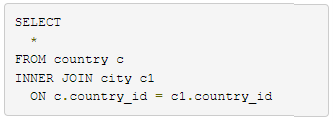 SELECT
  *
FROM country c
INNER JOIN city c1
  ON c.country_id = c1.country_id